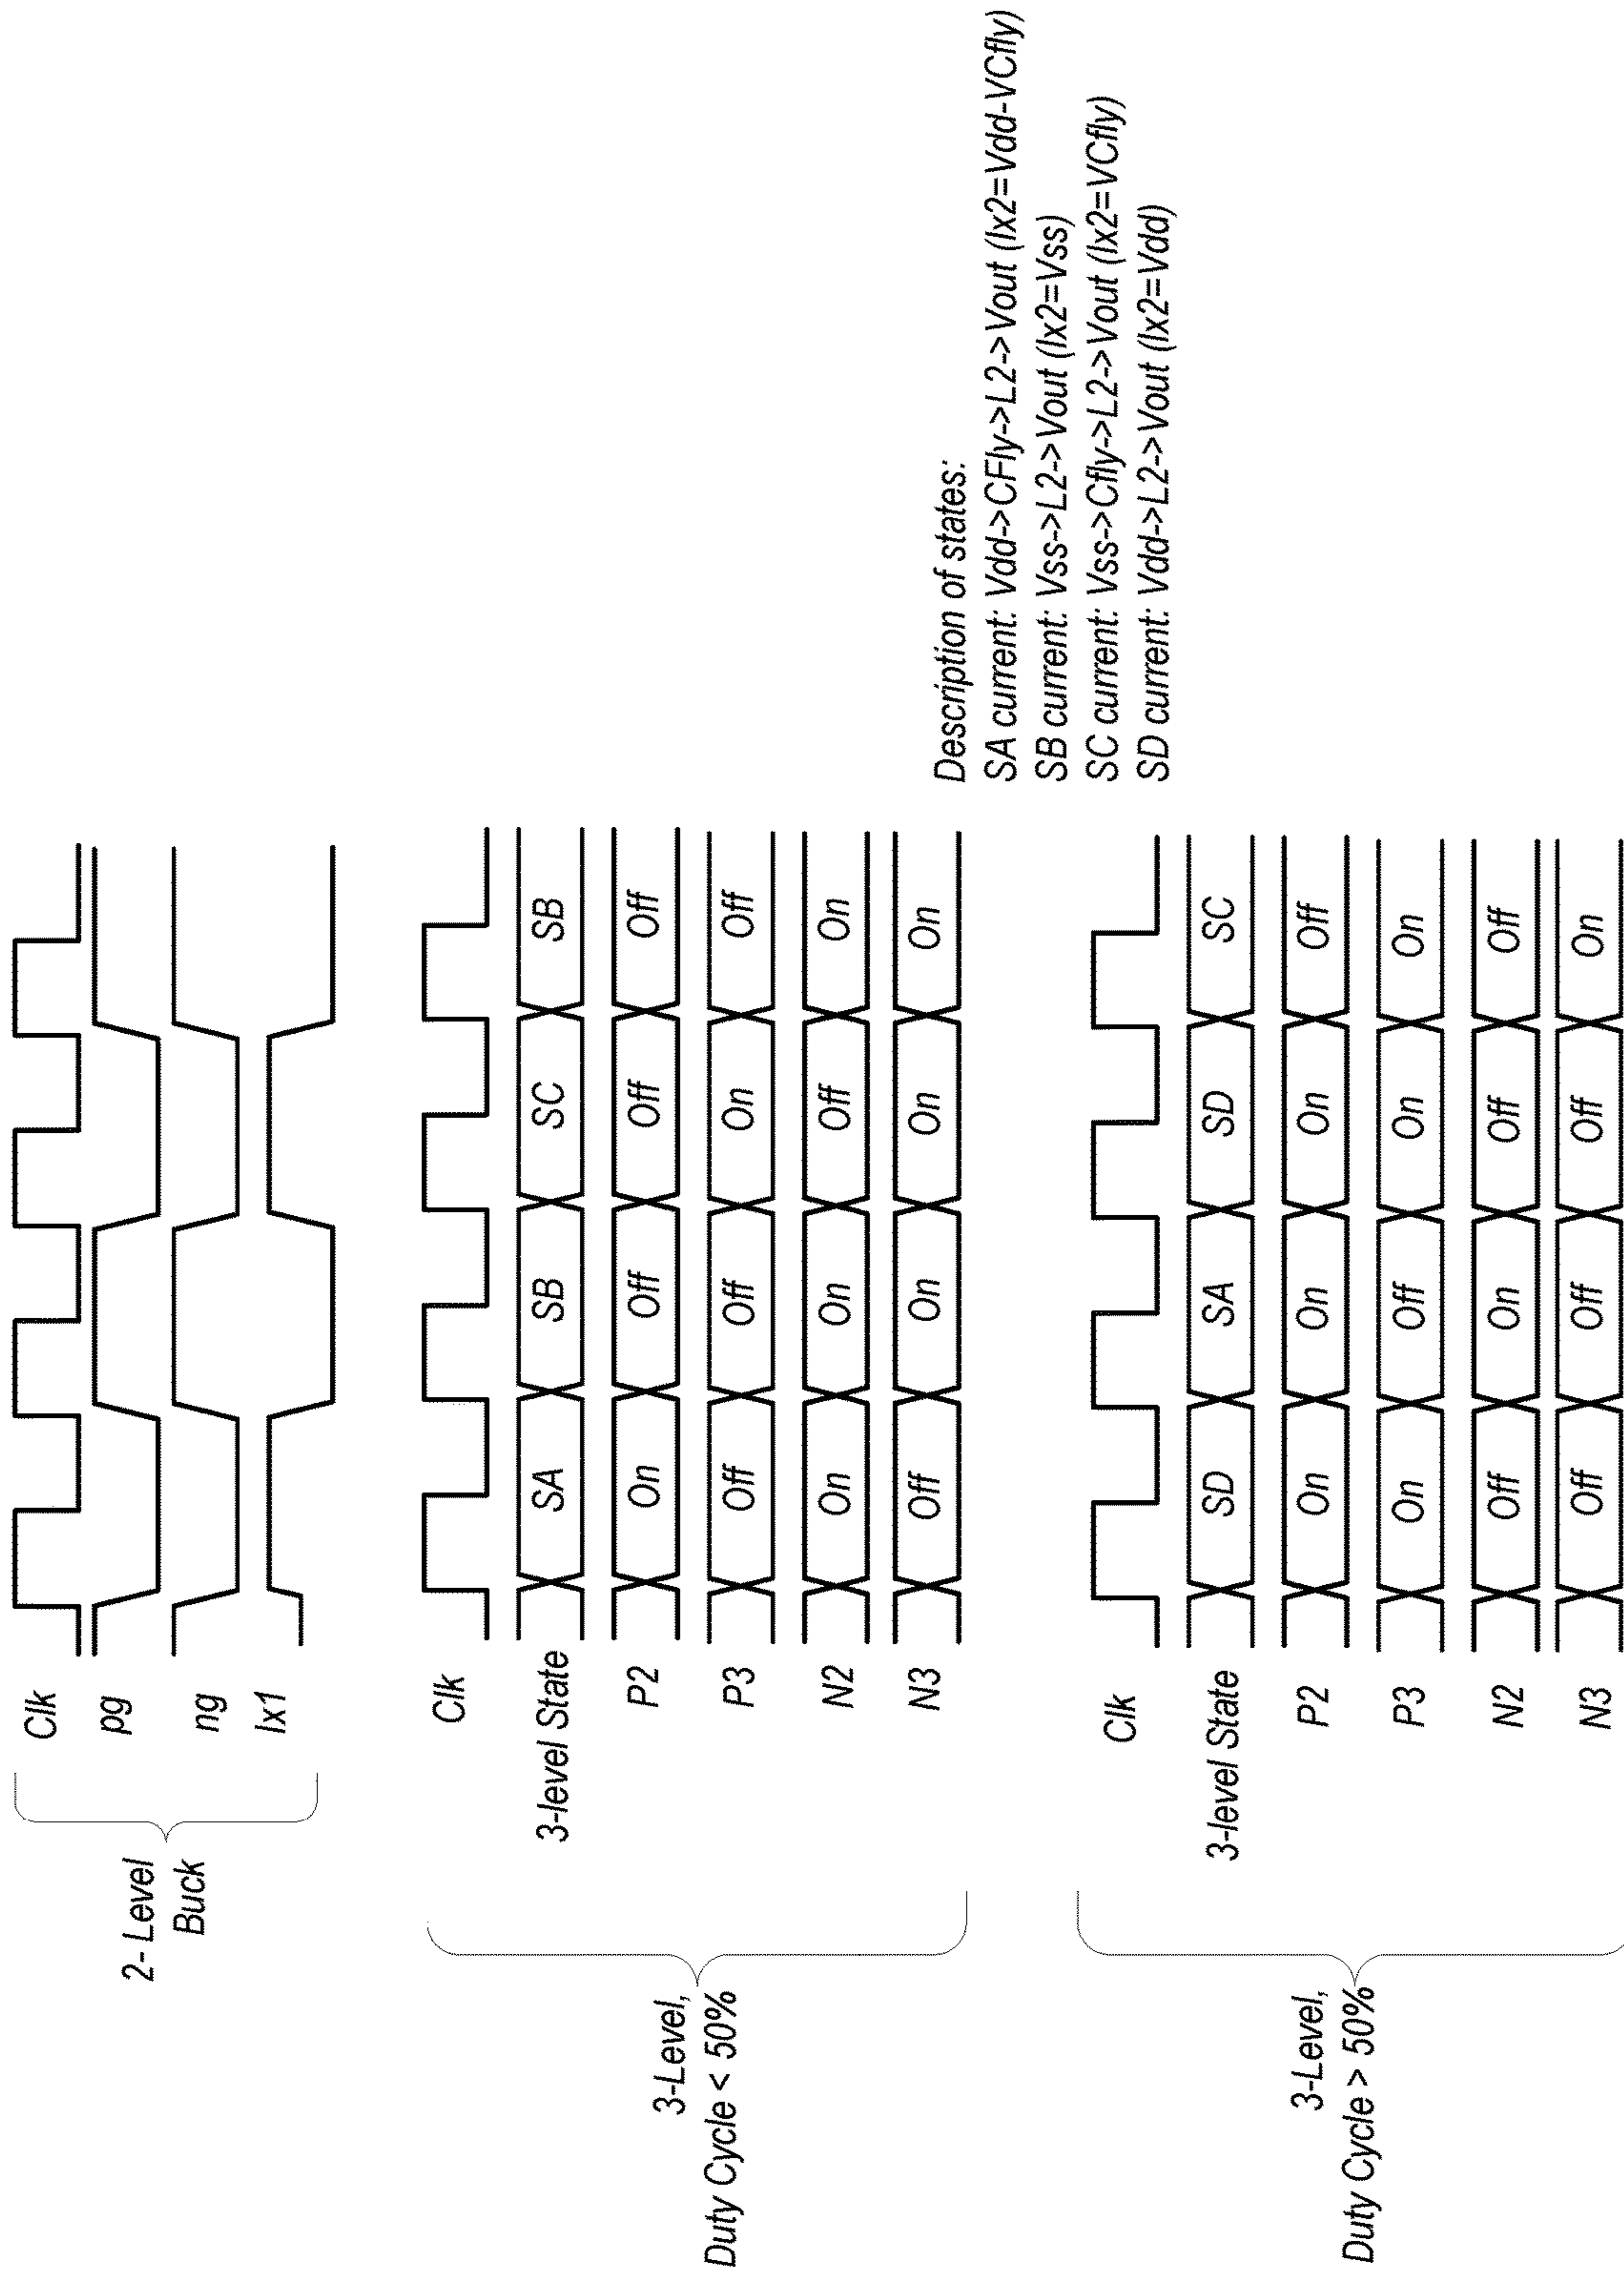 2- Level
Buck
Clk
pg
ng
lx1
3-Level,
Duty Cycle < 50%
Clk
3-level State SA SB SC SB
P2 On Off Off Off
P3 Off Off On Off
N2 On On Off On
N3 Off On On On
Description of states:
SA current: Vdd->CFly->L2->Vout (lx2=Vdd-VCfly)
SB current: Vss->L2->Vout (lx2=Vss)
SC current: Vss->Cfly->L2->Vout (lx2=VCfly)
SD current: Vdd->L2->Vout (lx2=Vdd)
3-Level,
Duty Cycle > 50%
Clk
3-level State SD SA SD SC
P2 On On On Off
P3 On Off On On
N2 Off On Off Off
N3 Off Off Off On